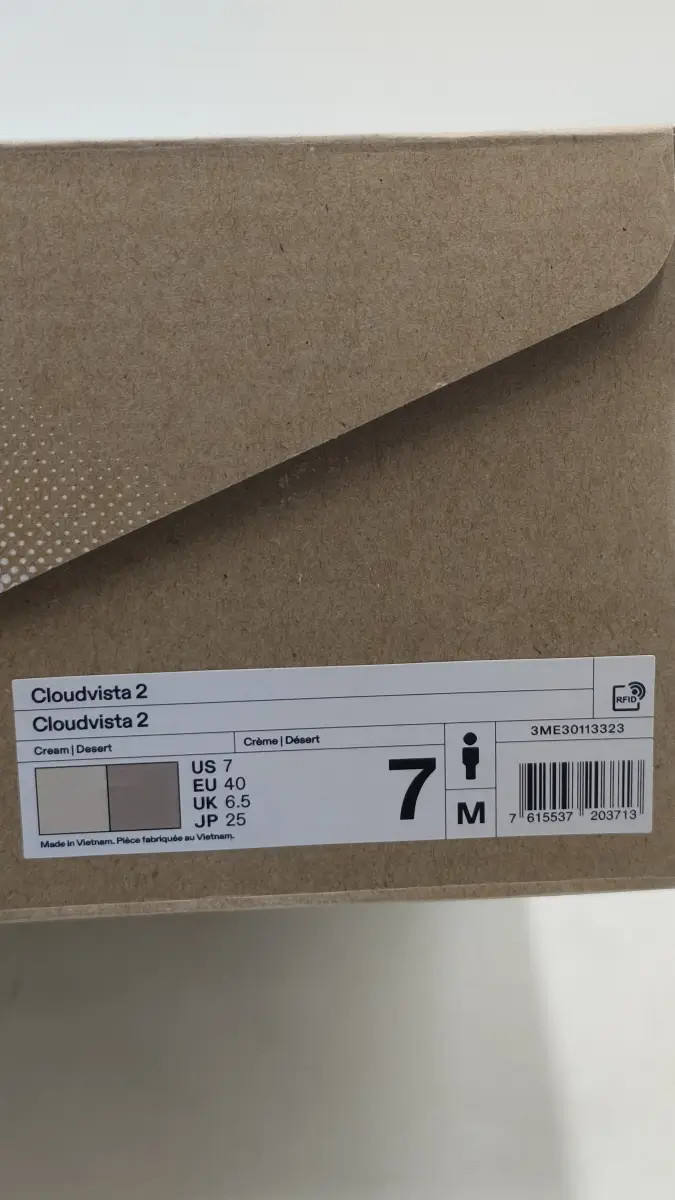 Cloudvista 2
Cloudvista 2
RFID
Cream | Desert
Crème | Désert
US 7
EU 40
UK 6.5
JP 25
7
M
3ME30113323
7 615537 203713
Made in Vietnam. Pièce fabriquée au Vietnam.